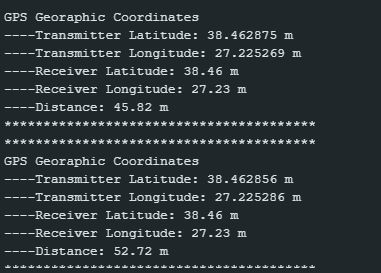 GPS Georaphic Coordinates
----Transmitter Latitude: 38.462875 m
----Transmitter Longitude: 27.225269 m
----Receiver Latitude: 38.46 m
----Receiver Longitude: 27.23 m
----Distance: 45.82 m
****************************************
****************************************
GPS Georaphic Coordinates
----Transmitter Latitude: 38.462856 m
----Transmitter Longitude: 27.225286 m
----Receiver Latitude: 38.46 m
----Receiver Longitude: 27.23 m
----Distance: 52.72 m
****************************************